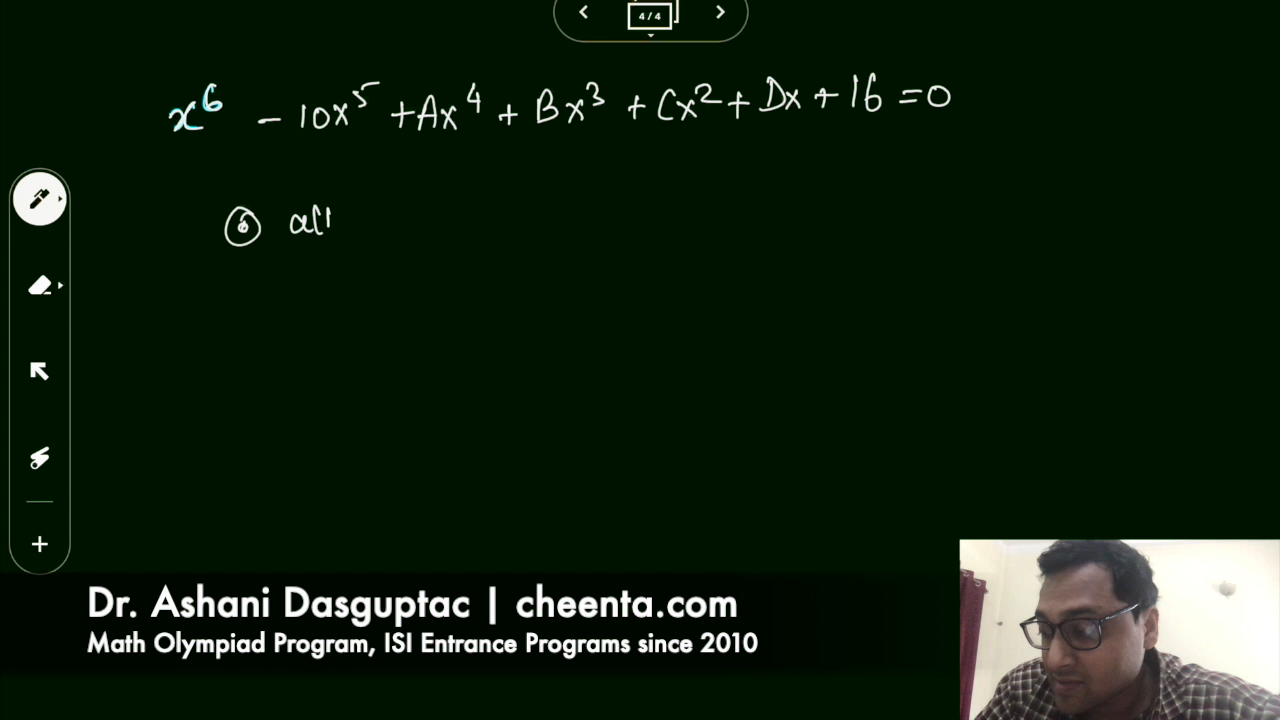 4/4
x⁶ - 10x⁵ + Ax⁴ + Bx³ + Cx² + Dx + 16 = 0
all
Dr. Ashani Dasguptac | cheenta.com
Math Olympiad Program, ISI Entrance Programs since 2010